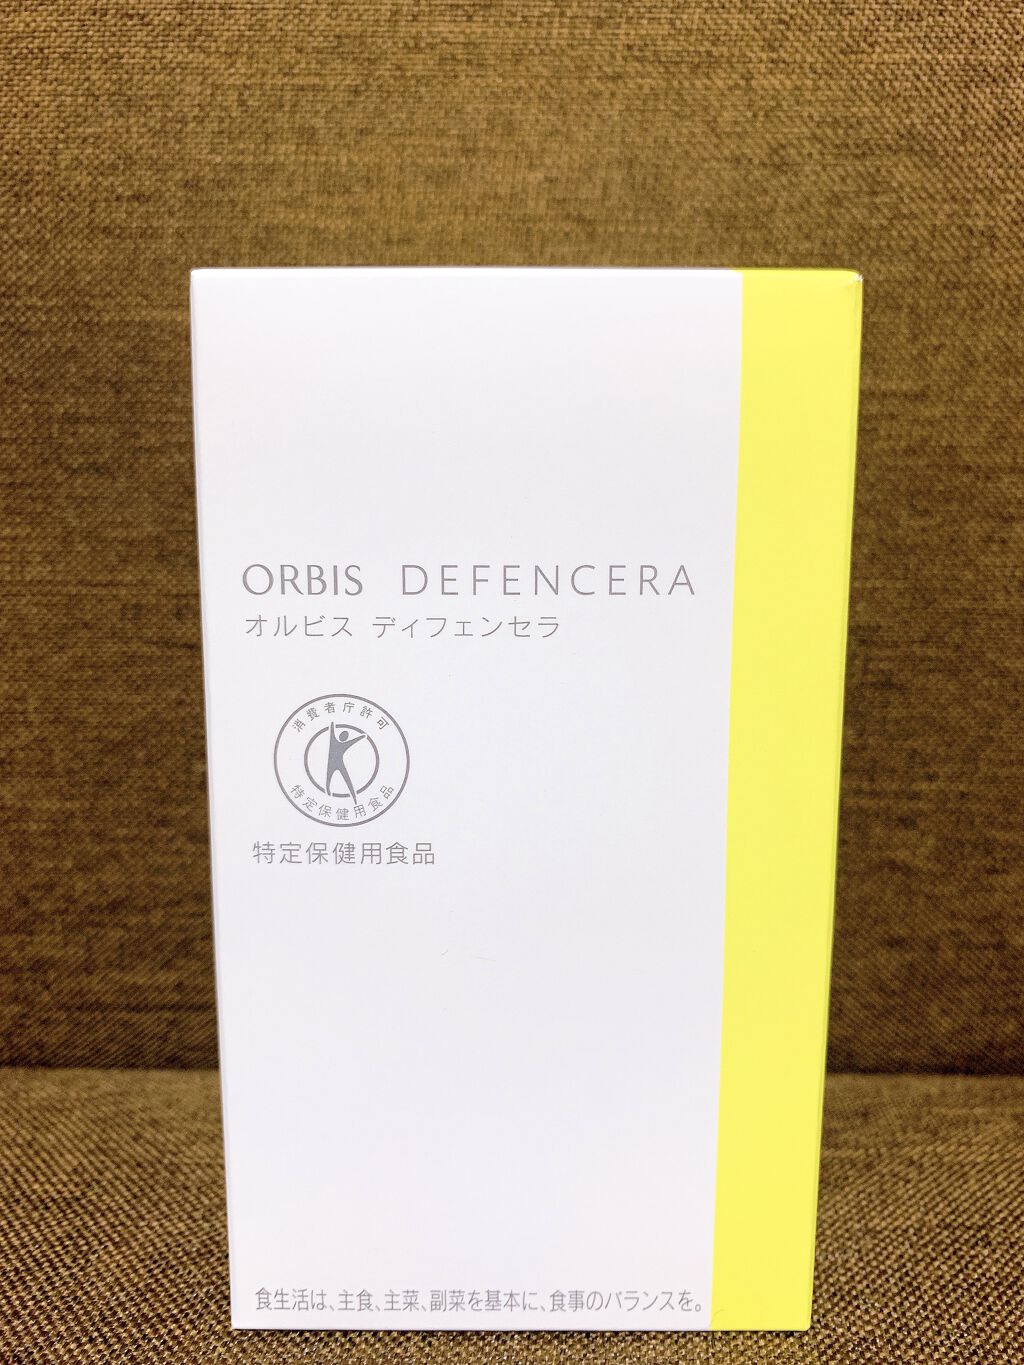 ORBIS DEFENCERA
オルビス ディフェンセラ
消費者庁許可
特定保健用食品
特定保健用食品
食生活は、主食、主菜、副菜を基本に、食事のバランスを。